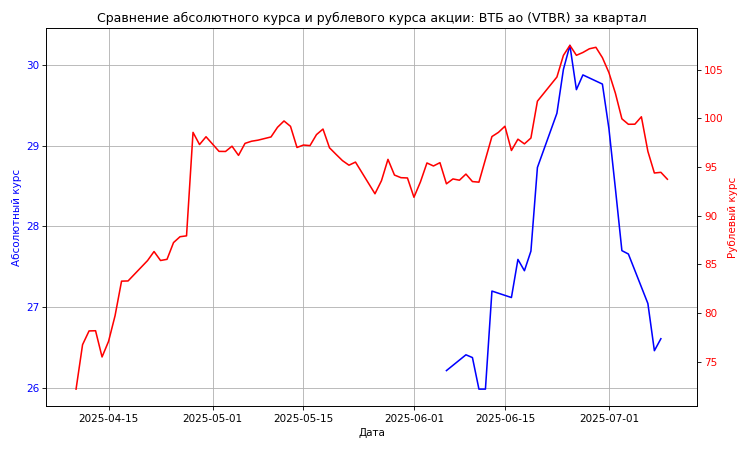 Сравнение абсолютного курса и рублевого курса акции: ВТБ ао (VTBR) за квартал
30
29
28
27
26
Абсолютный курс
105
100
95
90
85
80
75
Рублевый курс
2025-04-15 2025-05-01 2025-05-15 2025-06-01 2025-06-15 2025-07-01
Дата